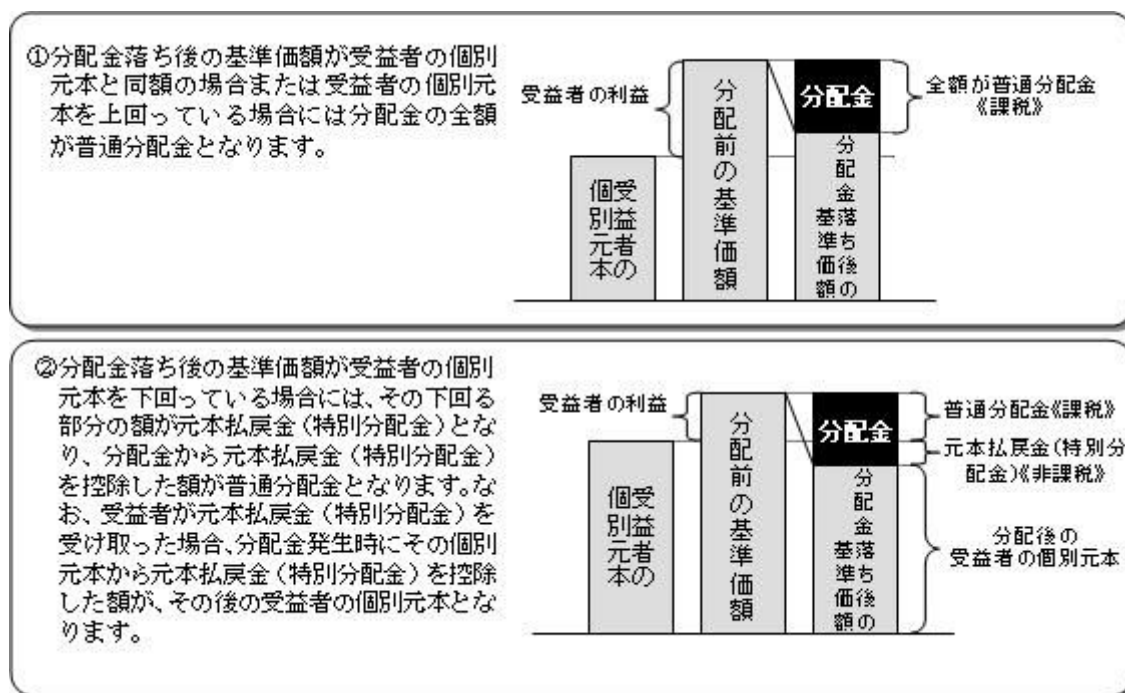 ①分配金落ち後の基準価額が受益者の個別
元本と同額の場合または受益者の個別元
本を上回っている場合には分配金の全額
が普通分配金となります。
受益者の利益
受益者の
個別元本
分配前の基準価額
分配金
分配金落ち後の
基準価額
全額が普通分配金
《課税》
②分配金落ち後の基準価額が受益者の個別
元本を下回っている場合には、その下回る
部分の額が元本払戻金(特別分配金)とな
り、分配金から元本払戻金(特別分配金)
を控除した額が普通分配金となります。な
お、受益者が元本払戻金(特別分配金)を
受け取った場合、分配金発生時にその個別
元本から元本払戻金(特別分配金)を控除
した額が、その後の受益者の個別元本とな
ります。
受益者の利益
受益者の
個別元本
分配前の基準価額
分配金
分配金落ち後の
基準価額
普通分配金《課税》
元本払戻金(特別分
配金)《非課税》
分配後の
受益者の個別元本